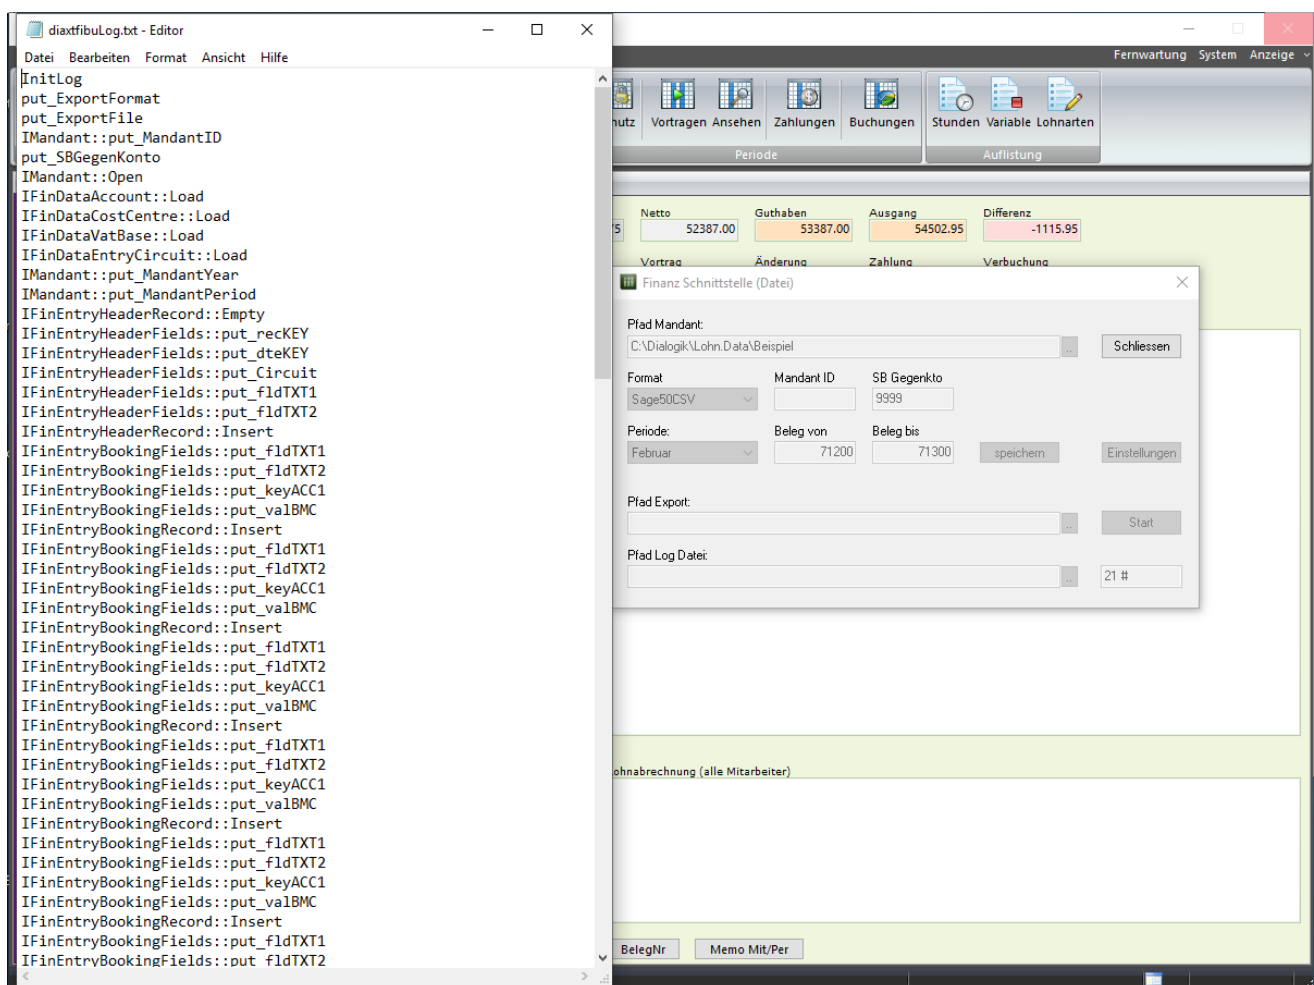 diaxtfibuLog.txt - Editor
Datei Bearbeiten Format Ansicht Hilfe
InitLog
put_ExportFormat
put_ExportFile
IMandant::put_MandantID
put_SBGegenKonto
IMandant::Open
IFinDataAccount::Load
IFinDataCostCentre::Load
IFinDataVatBase::Load
IFinDataEntryCircuit::Load
IMandant::put_MandantYear
IMandant::put_MandantPeriod
IFinEntryHeaderRecord::Empty
IFinEntryHeaderFields::put_recKEY
IFinEntryHeaderFields::put_dteKEY
IFinEntryHeaderFields::put_Circuit
IFinEntryHeaderFields::put_fldTXT1
IFinEntryHeaderFields::put_fldTXT2
IFinEntryHeaderRecord::Insert
IFinEntryBookingFields::put_fldTXT1
IFinEntryBookingFields::put_fldTXT2
IFinEntryBookingFields::put_keyACC1
IFinEntryBookingFields::put_valBMC
IFinEntryBookingRecord::Insert
IFinEntryBookingFields::put_fldTXT1
IFinEntryBookingFields::put_fldTXT2
IFinEntryBookingFields::put_keyACC1
IFinEntryBookingFields::put_valBMC
IFinEntryBookingRecord::Insert
IFinEntryBookingFields::put_fldTXT1
IFinEntryBookingFields::put_fldTXT2
IFinEntryBookingFields::put_keyACC1
IFinEntryBookingFields::put_valBMC
IFinEntryBookingRecord::Insert
IFinEntryBookingFields::put_fldTXT1
IFinEntryBookingFields::put_fldTXT2
IFinEntryBookingFields::put_keyACC1
IFinEntryBookingFields::put_valBMC
IFinEntryBookingRecord::Insert
IFinEntryBookingFields::put_fldTXT1
IFinEntryBookingFields::put_fldTXT2
IFinEntryBookingFields::put_keyACC1
IFinEntryBookingFields::put_valBMC
IFinEntryBookingRecord::Insert
IFinEntryBookingFields::put_fldTXT1
IFinEntryBookingFields::put_fldTXT2
Fernwartung System Anzeige
Vortragen Ansehen Zahlungen Buchungen Stunden Variable Lohnarten
Periode Auflistung
Netto Guthaben Ausgang Differenz
52387.00 53387.00 54502.95 -1115.95
Vortrag Änderung Zahlung Verbuchung
Finanz Schnittstelle (Datei)
Pfad Mandant:
C:\Dialogik\Lohn.Data\Beispiel .. Schliessen
Format Mandant ID SB Gegenkto
Sage50CSV 9999
Periode: Beleg von Beleg bis
Februar 71200 71300 speichern Einstellungen
Pfad Export:
.. Start
Pfad Log Datei:
.. 21 #
ohnabrechnung (alle Mitarbeiter)
BelegNr Memo Mit/Per